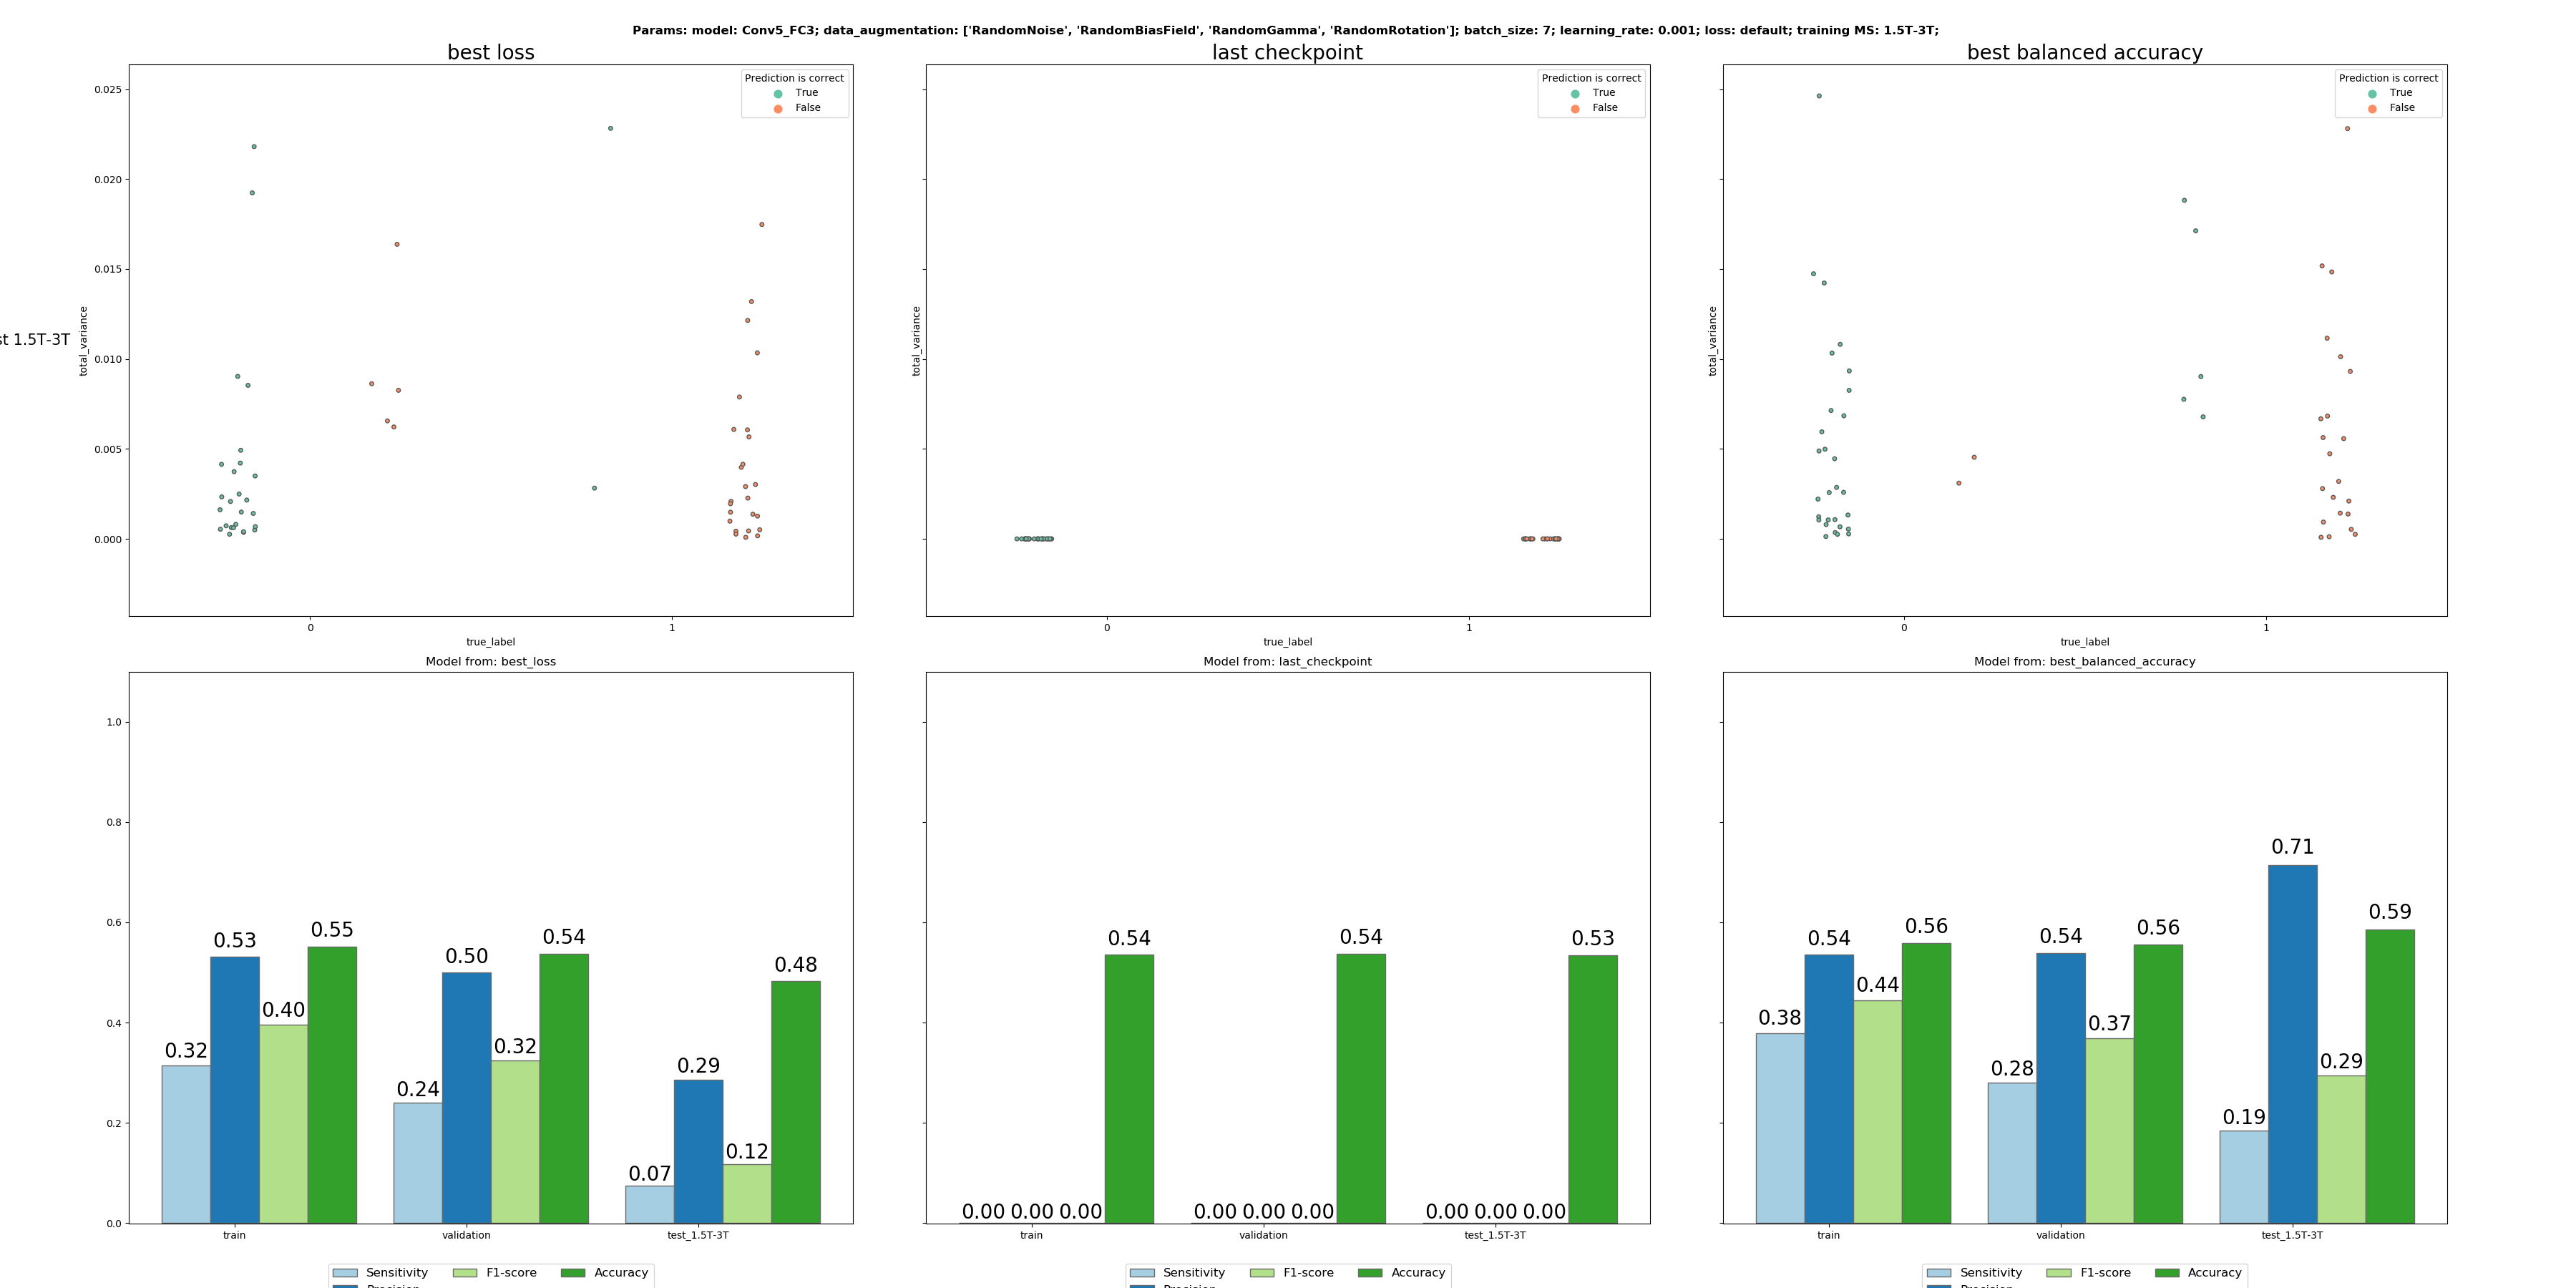 Params: model: Conv5_FC3; data_augmentation: ['RandomNoise', 'RandomBiasField', 'RandomGamma', 'RandomRotation']; batch_size: 7; learning_rate: 0.001; loss: default; training MS: 1.5T-3T;
best loss
last checkpoint
best balanced accuracy
st 1.5T-3T
total_variance
0.025
0.020
0.015
0.010
0.005
0.000
Prediction is correct
True
False
0
1
true_label
total_variance
Prediction is correct
True
False
0
1
true_label
total_variance
Prediction is correct
True
False
0
1
true_label
Model from: best_loss
1.0
0.8
0.6
0.4
0.2
0.0
0.32
0.53
0.40
0.55
0.24
0.50
0.32
0.54
0.07
0.29
0.12
0.48
train
validation
test_1.5T-3T
Sensitivity
F1-score
Accuracy
Precision
Model from: last_checkpoint
0.00 0.00 0.00
0.54
0.00 0.00 0.00
0.54
0.00 0.00 0.00
0.53
train
validation
test_1.5T-3T
Sensitivity
F1-score
Accuracy
Precision
Model from: best_balanced_accuracy
0.38
0.54
0.44
0.56
0.28
0.54
0.37
0.56
0.19
0.71
0.29
0.59
train
validation
test_1.5T-3T
Sensitivity
F1-score
Accuracy
Precision